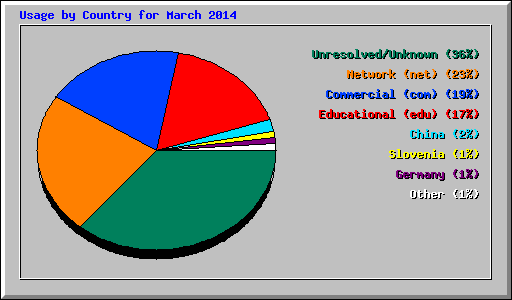 Usage by Country for March 2014
Unresolved/Unknown (36%)
Network (net) (23%)
Commercial (com) (19%)
Educational (edu) (17%)
China (2%)
Slovenia (1%)
Germany (1%)
Other (1%)